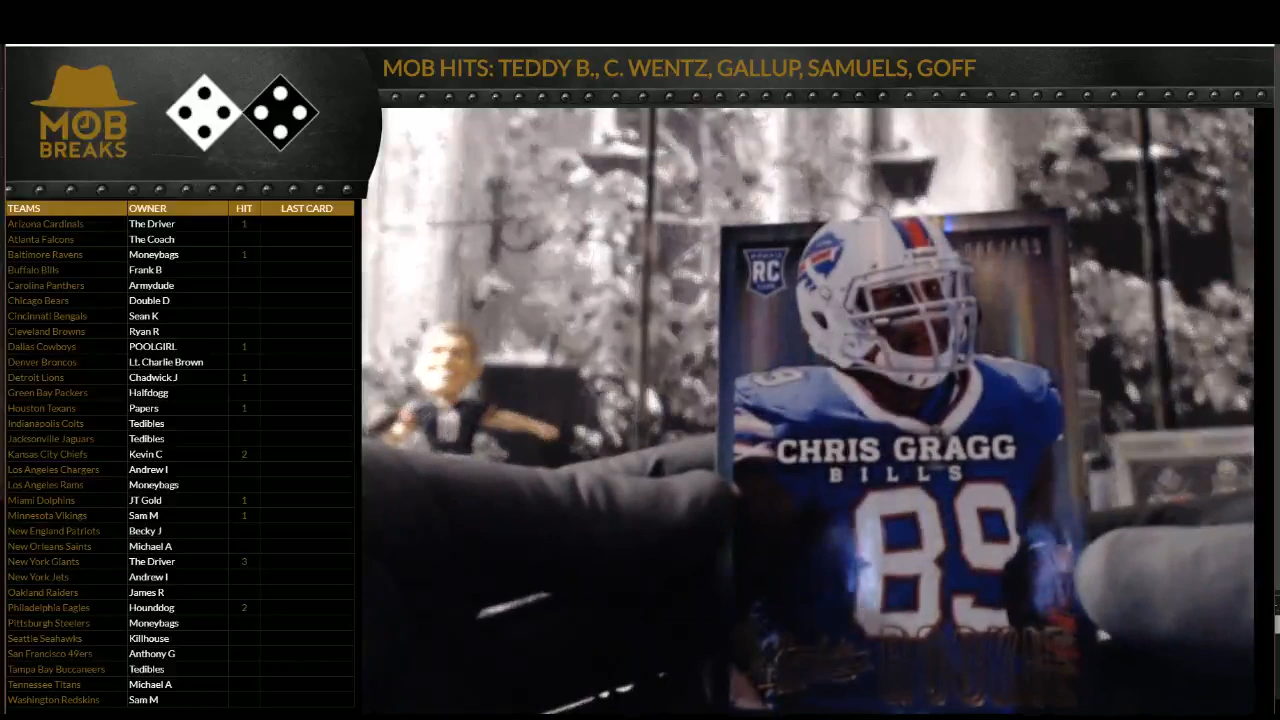 MOB HITS: TEDDY B., C. WENTZ, GALLUP, SAMUELS, GOFF
MOB
BREAKS
TEAMS OWNER HIT LAST CARD
Arizona Cardinals The Driver 1
Atlanta Falcons The Coach
Baltimore Ravens Moneybags 1
Buffalo Bills Frank B
Carolina Panthers Armydude
Chicago Bears Double D
Cincinnati Bengals Sean K
Cleveland Browns Ryan R
Dallas Cowboys POOLGIRL 1
Denver Broncos Lt. Charlie Brown
Detroit Lions Chadwick J 1
Green Bay Packers Halfdogg
Houston Texans Papers 1
Indianapolis Colts Tedibles
Jacksonville Jaguars Tedibles
Kansas City Chiefs Kevin C 2
Los Angeles Chargers Andrew I
Los Angeles Rams Moneybags
Miami Dolphins JT Gold 1
Minnesota Vikings Sam M 1
New England Patriots Becky J
New Orleans Saints Michael A
New York Giants The Driver 3
New York Jets Andrew I
Oakland Raiders James R
Philadelphia Eagles Hounddog 2
Pittsburgh Steelers Moneybags
Seattle Seahawks Killhouse
San Francisco 49ers Anthony G
Tampa Bay Buccaneers Tedibles
Tennessee Titans Michael A
Washington Redskins Sam M
RC
89
CHRIS GRAGG
BILLS
89
ROOKIE